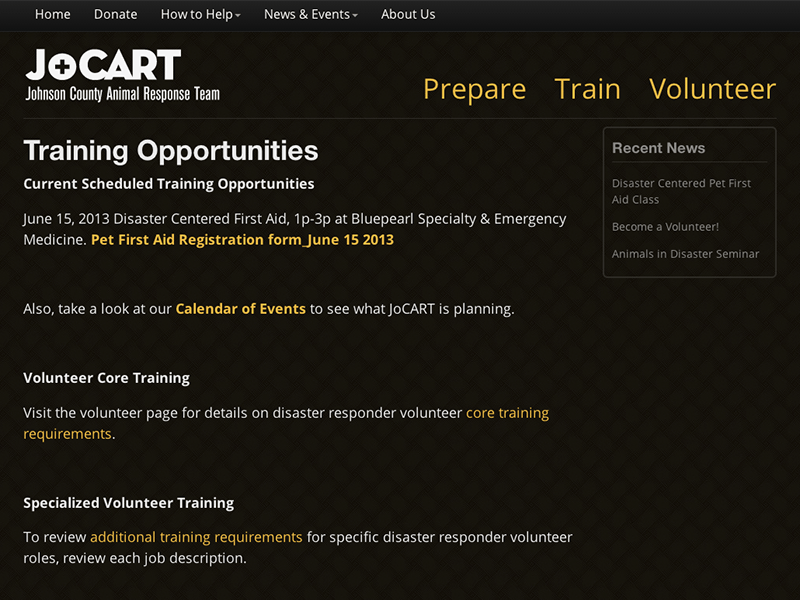 Home Donate How to Help News & Events About Us
JoCART
Johnson County Animal Response Team
Prepare Train Volunteer
Training Opportunities
Current Scheduled Training Opportunities
June 15, 2013 Disaster Centered First Aid, 1p-3p at Bluepearl Specialty & Emergency
Medicine. Pet First Aid Registration form_June 15 2013
Also, take a look at our Calendar of Events to see what JoCART is planning.
Volunteer Core Training
Visit the volunteer page for details on disaster responder volunteer core training
requirements.
Specialized Volunteer Training
To review additional training requirements for specific disaster responder volunteer
roles, review each job description.
Recent News
Disaster Centered Pet First
Aid Class
Become a Volunteer!
Animals in Disaster Seminar